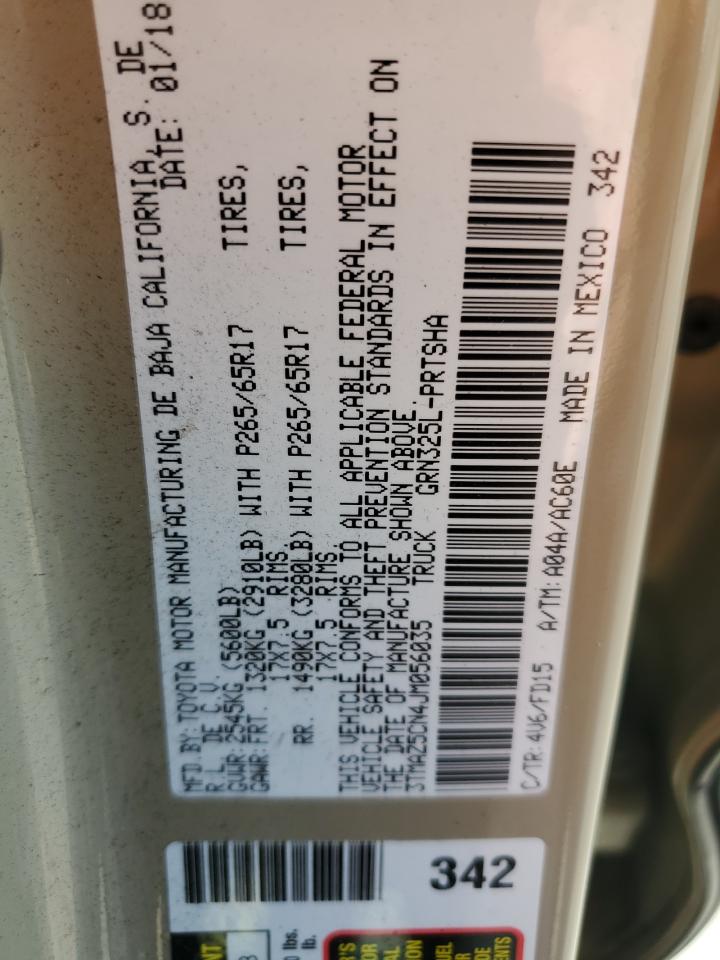 MFD.BY: TOYOTA MOTOR MANUFACTURING DE BAJA CALIFORNIA, S. DE
R.L. DE C.V. DATE: 01/18
GVWR: 2545KG (5600LB)
GAWR: FRT. 1320KG (2910LB) WITH P265/65R17 TIRES,
17X7.5 RIMS.
RR. 1490KG (3280LB) WITH P265/65R17 TIRES,
17X7.5 RIMS.
THIS VEHICLE CONFORMS TO ALL APPLICABLE FEDERAL MOTOR
VEHICLE SAFETY AND THEFT PREVENTION STANDARDS IN EFFECT ON
THE DATE OF MANUFACTURE SHOWN ABOVE.
3TMAZ5CN4JM056035 TRUCK GRN325L-PRTSHA
C/TR: 4V6/FD15 A/TM: A04A/AC60E MADE IN MEXICO 342
342
lbs.
lb.